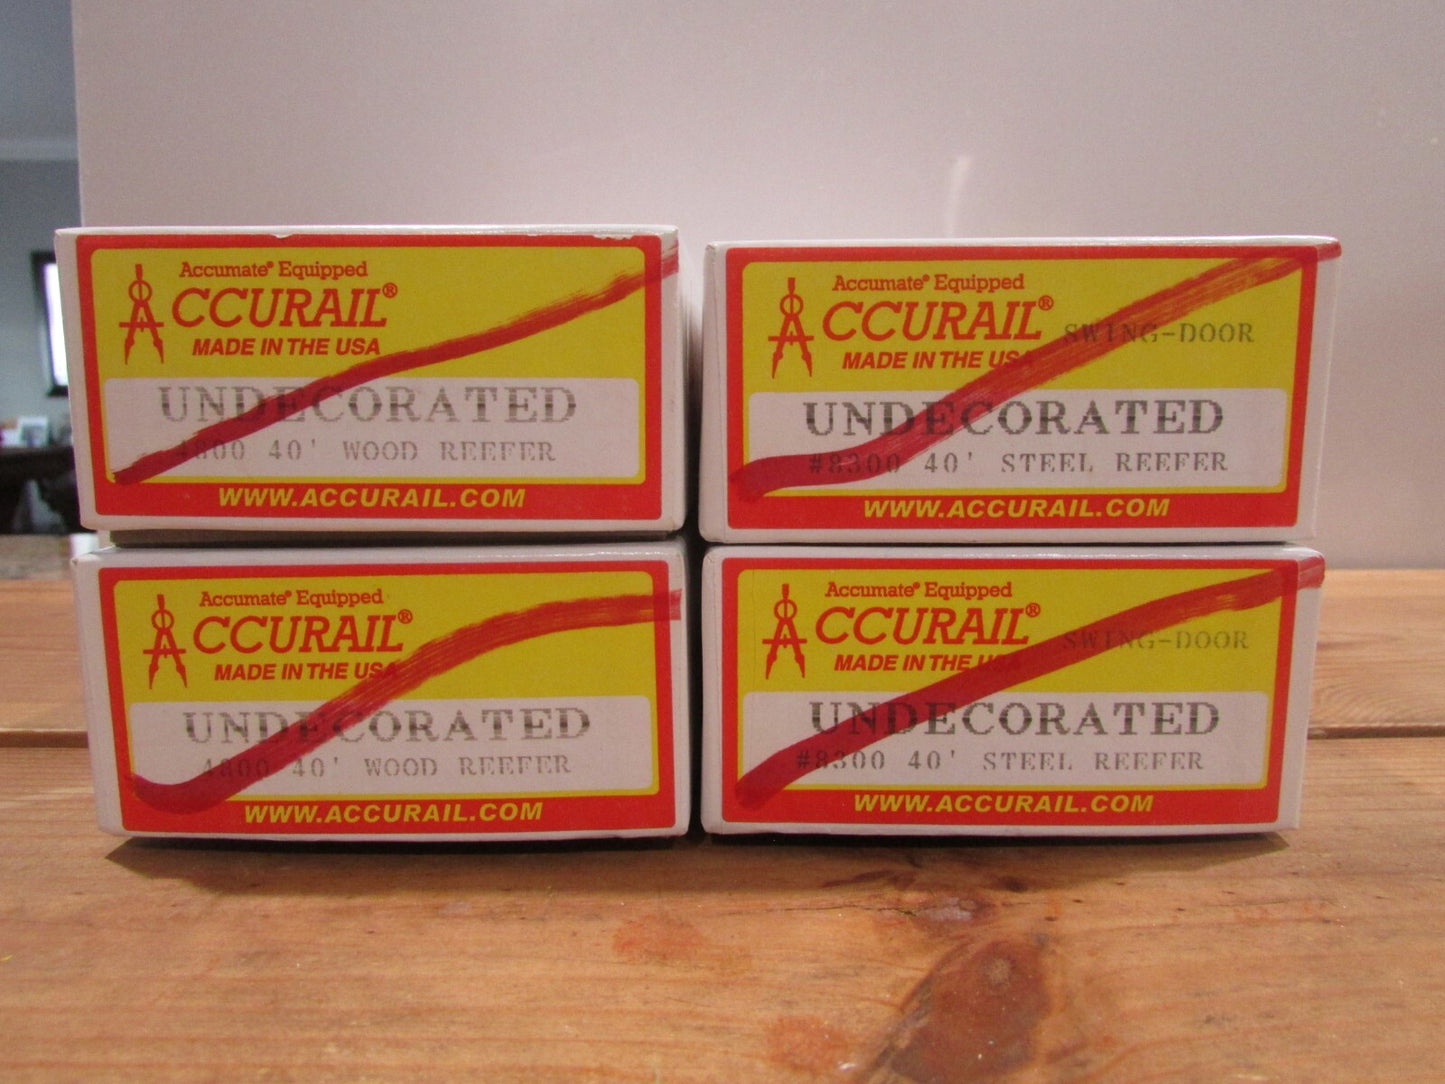 Accumate® Equipped
ACCURAIL®
MADE IN THE USA
UNDECORATED
4800 40' WOOD REEFER
WWW.ACCURAIL.COM
Accumate® Equipped
ACCURAIL®
SWING-DOOR
MADE IN THE USA
UNDECORATED
#8300 40' STEEL REEFER
WWW.ACCURAIL.COM
Accumate® Equipped
ACCURAIL®
MADE IN THE USA
UNDECORATED
4800 40' WOOD REEFER
WWW.ACCURAIL.COM
Accumate® Equipped
ACCURAIL®
SWING-DOOR
MADE IN THE USA
UNDECORATED
#8300 40' STEEL REEFER
WWW.ACCURAIL.COM